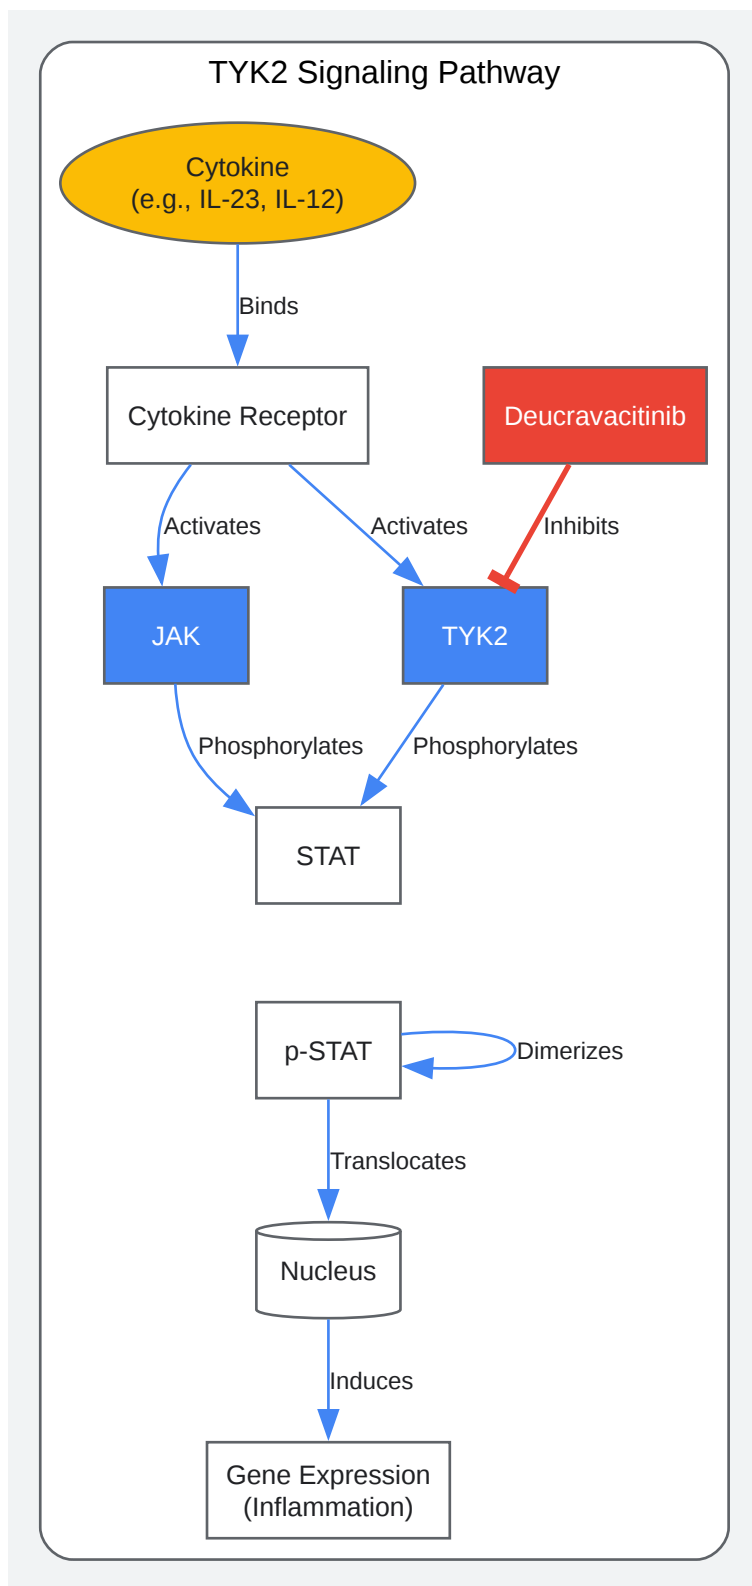 TYK2 Signaling Pathway
Cytokine
(e.g., IL-23, IL-12)
Binds
Cytokine Receptor
Deucravacitinib
Activates
Activates
Inhibits
JAK
TYK2
Phosphorylates
Phosphorylates
STAT
p-STAT
Dimerizes
Translocates
Nucleus
Induces
Gene Expression
(Inflammation)